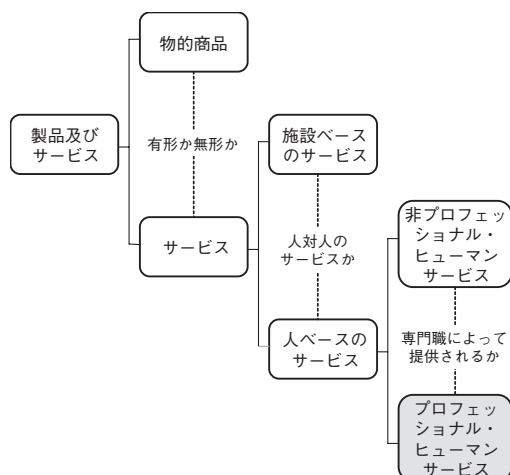 物的商品
製品及び
サービス
有形か無形か
サービス
施設ベース
のサービス
人対人の
サービスか
人ベースの
サービス
非プロフェッ
ショナル・
ヒューマン
サービス
専門職によって
提供されるか
プロフェッ
ショナル・
ヒューマン
サービス